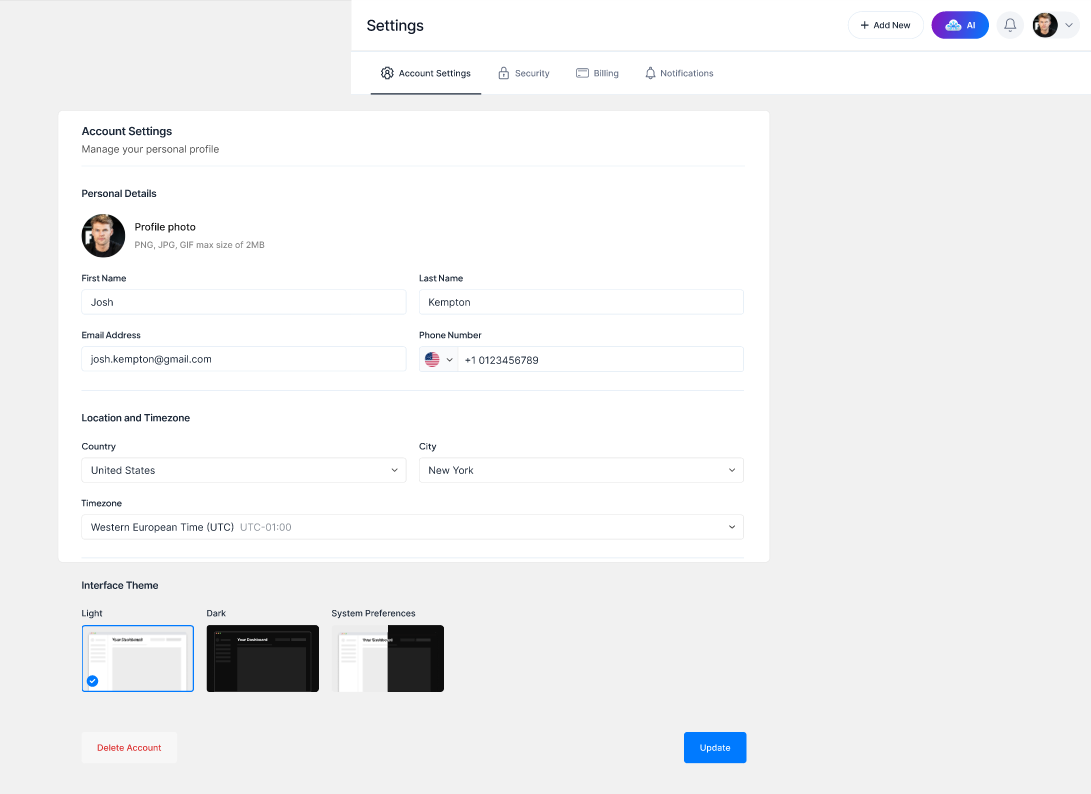 Settings
Add New
AI
Account Settings
Security
Billing
Notifications
Account Settings
Manage your personal profile
Personal Details
Profile photo
PNG, JPG, GIF max size of 2MB
First Name
Last Name
Josh
Kempton
Email Address
Phone Number
josh.kempton@gmail.com
+1 0123456789
Location and Timezone
Country
City
United States
New York
Timezone
Western European Time (UTC) UTC-01:00
Interface Theme
Light
Dark
System Preferences
Your Dashboard
Your Dashboard
Your Dashboard
Delete Account
Update